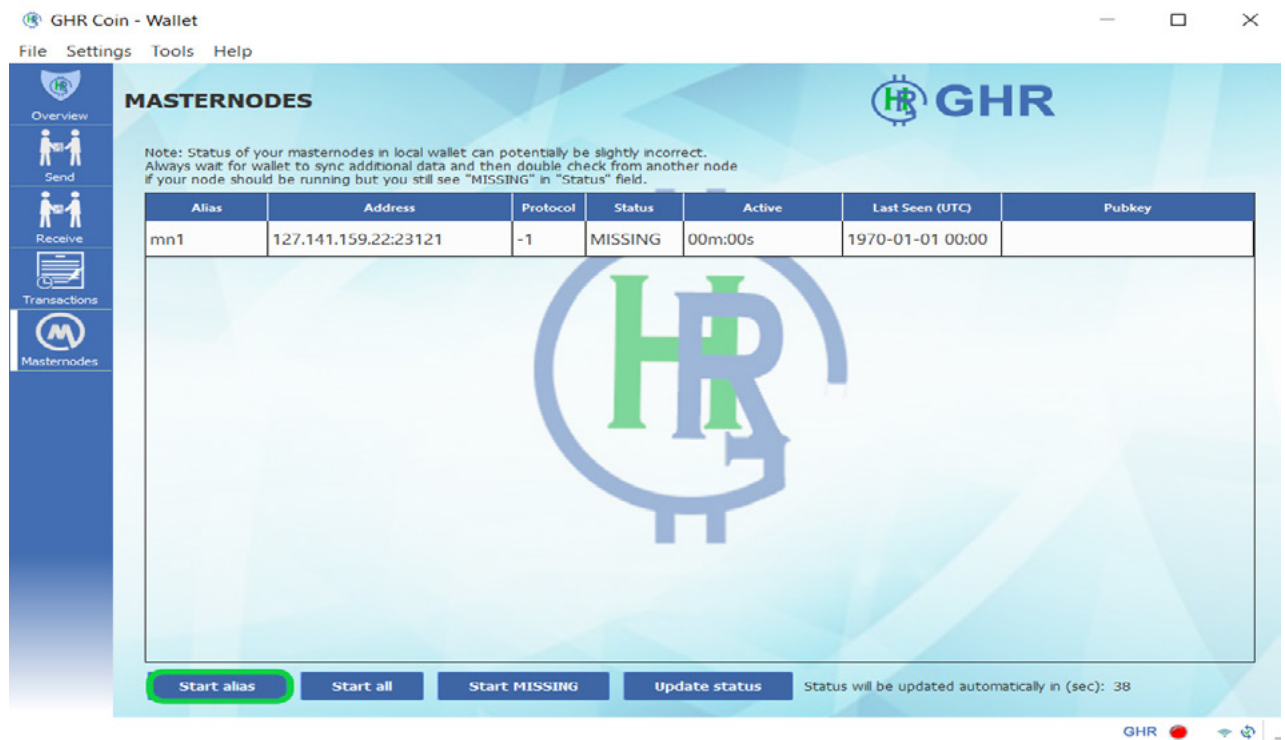 GHR Coin - Wallet
File Settings Tools Help
Overview
Send
Receive
Transactions
Masternodes
MASTERNODES
GHR
Note: Status of your masternodes in local wallet can potentially be slightly incorrect.
Always wait for wallet to sync additional data and then double check from another node
if your node should be running but you still see "MISSING" in "Status" field.
Alias Address Protocol Status Active Last Seen (UTC) Pubkey
mn1 127.141.159.22:23121 -1 MISSING 00m:00s 1970-01-01 00:00
Start alias Start all Start MISSING Update status Status will be updated automatically in (sec): 38
GHR